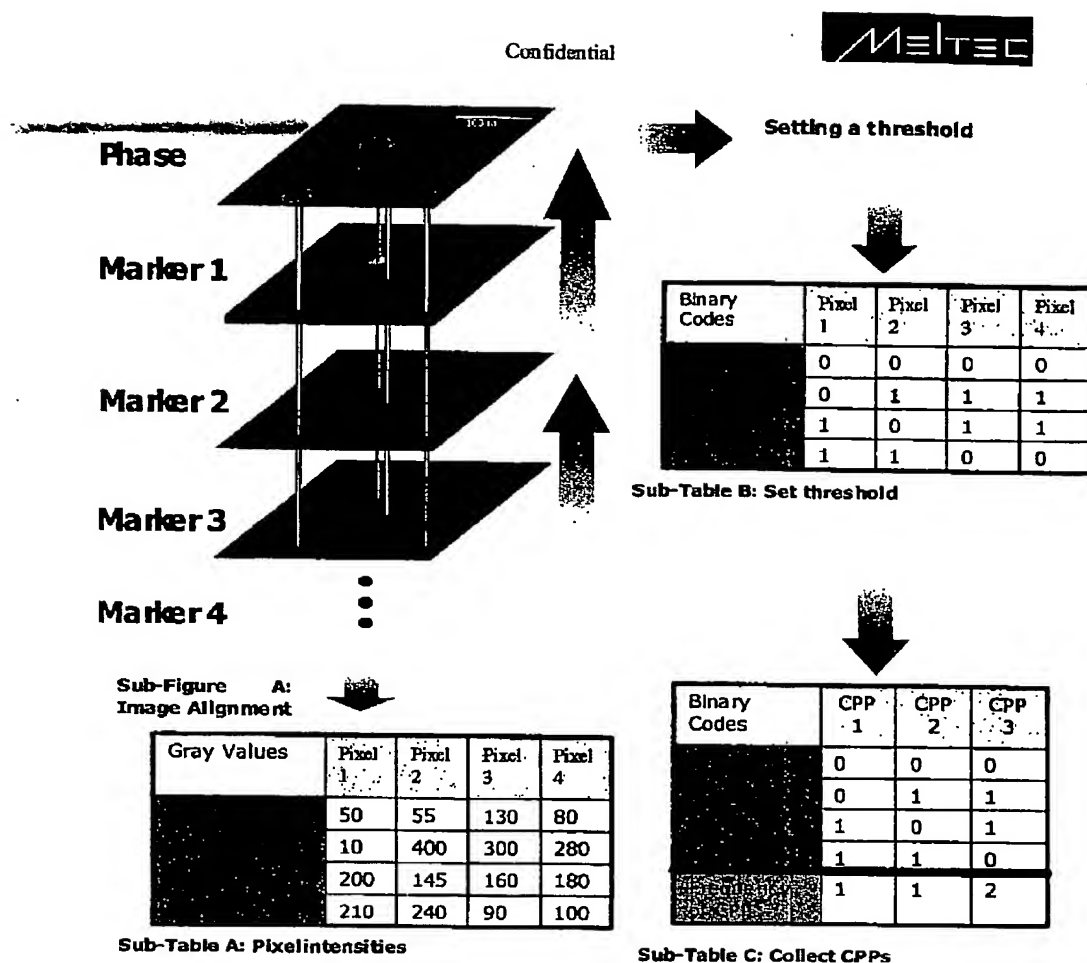 Confidential
MELTEC
Phase
Marker 1
Marker 2
Marker 3
Marker 4
Sub-Figure A:
Image Alignment
Gray Values Pixel 1 Pixel 2 Pixel 3 Pixel 4
50 55 130 80
10 400 300 280
200 145 160 180
210 240 90 100
Sub-Table A: Pixelintensities
Setting a threshold
Binary Codes Pixel 1 Pixel 2 Pixel 3 Pixel 4
0 0 0 0
0 1 1 1
1 0 1 1
1 1 0 0
Sub-Table B: Set threshold
Binary Codes CPP 1 CPP 2 CPP 3
0 0 0
0 1 1
1 0 1
1 1 0
1 1 2
Sub-Table C: Collect CPPs